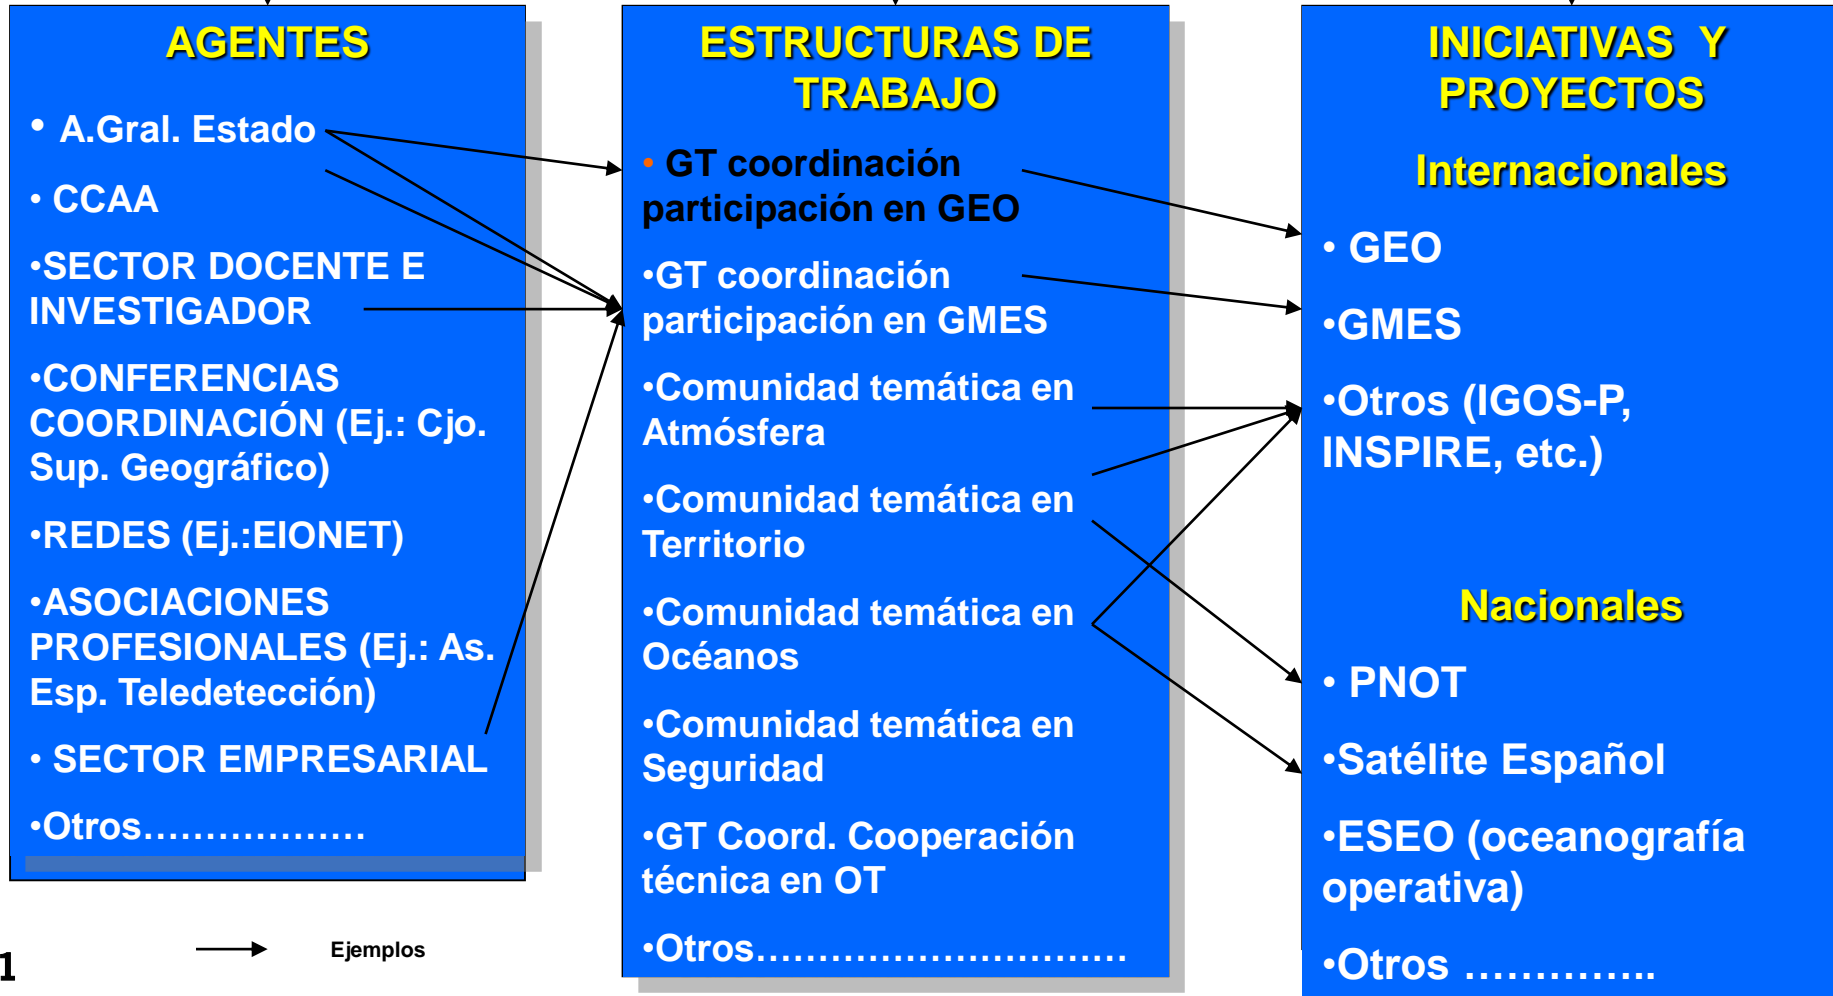 AGENTES
• A.Gral. Estado
• CCAA
•SECTOR DOCENTE E
INVESTIGADOR
•CONFERENCIAS
COORDINACIÓN (Ej.: Cjo.
Sup. Geográfico)
•REDES (Ej.:EIONET)
•ASOCIACIONES
PROFESIONALES (Ej.: As.
Esp. Teledetección)
• SECTOR EMPRESARIAL
•Otros………………
ESTRUCTURAS DE
TRABAJO
• GT coordinación
participación en GEO
•GT coordinación
participación en GMES
•Comunidad temática en
Atmósfera
•Comunidad temática en
Territorio
•Comunidad temática en
Océanos
•Comunidad temática en
Seguridad
•GT Coord. Cooperación
técnica en OT
•Otros…………………………
INICIATIVAS Y
PROYECTOS
Internacionales
• GEO
•GMES
•Otros (IGOS-P,
INSPIRE, etc.)
Nacionales
• PNOT
•Satélite Español
•ESEO (oceanografía
operativa)
•Otros …………..
Ejemplos
1